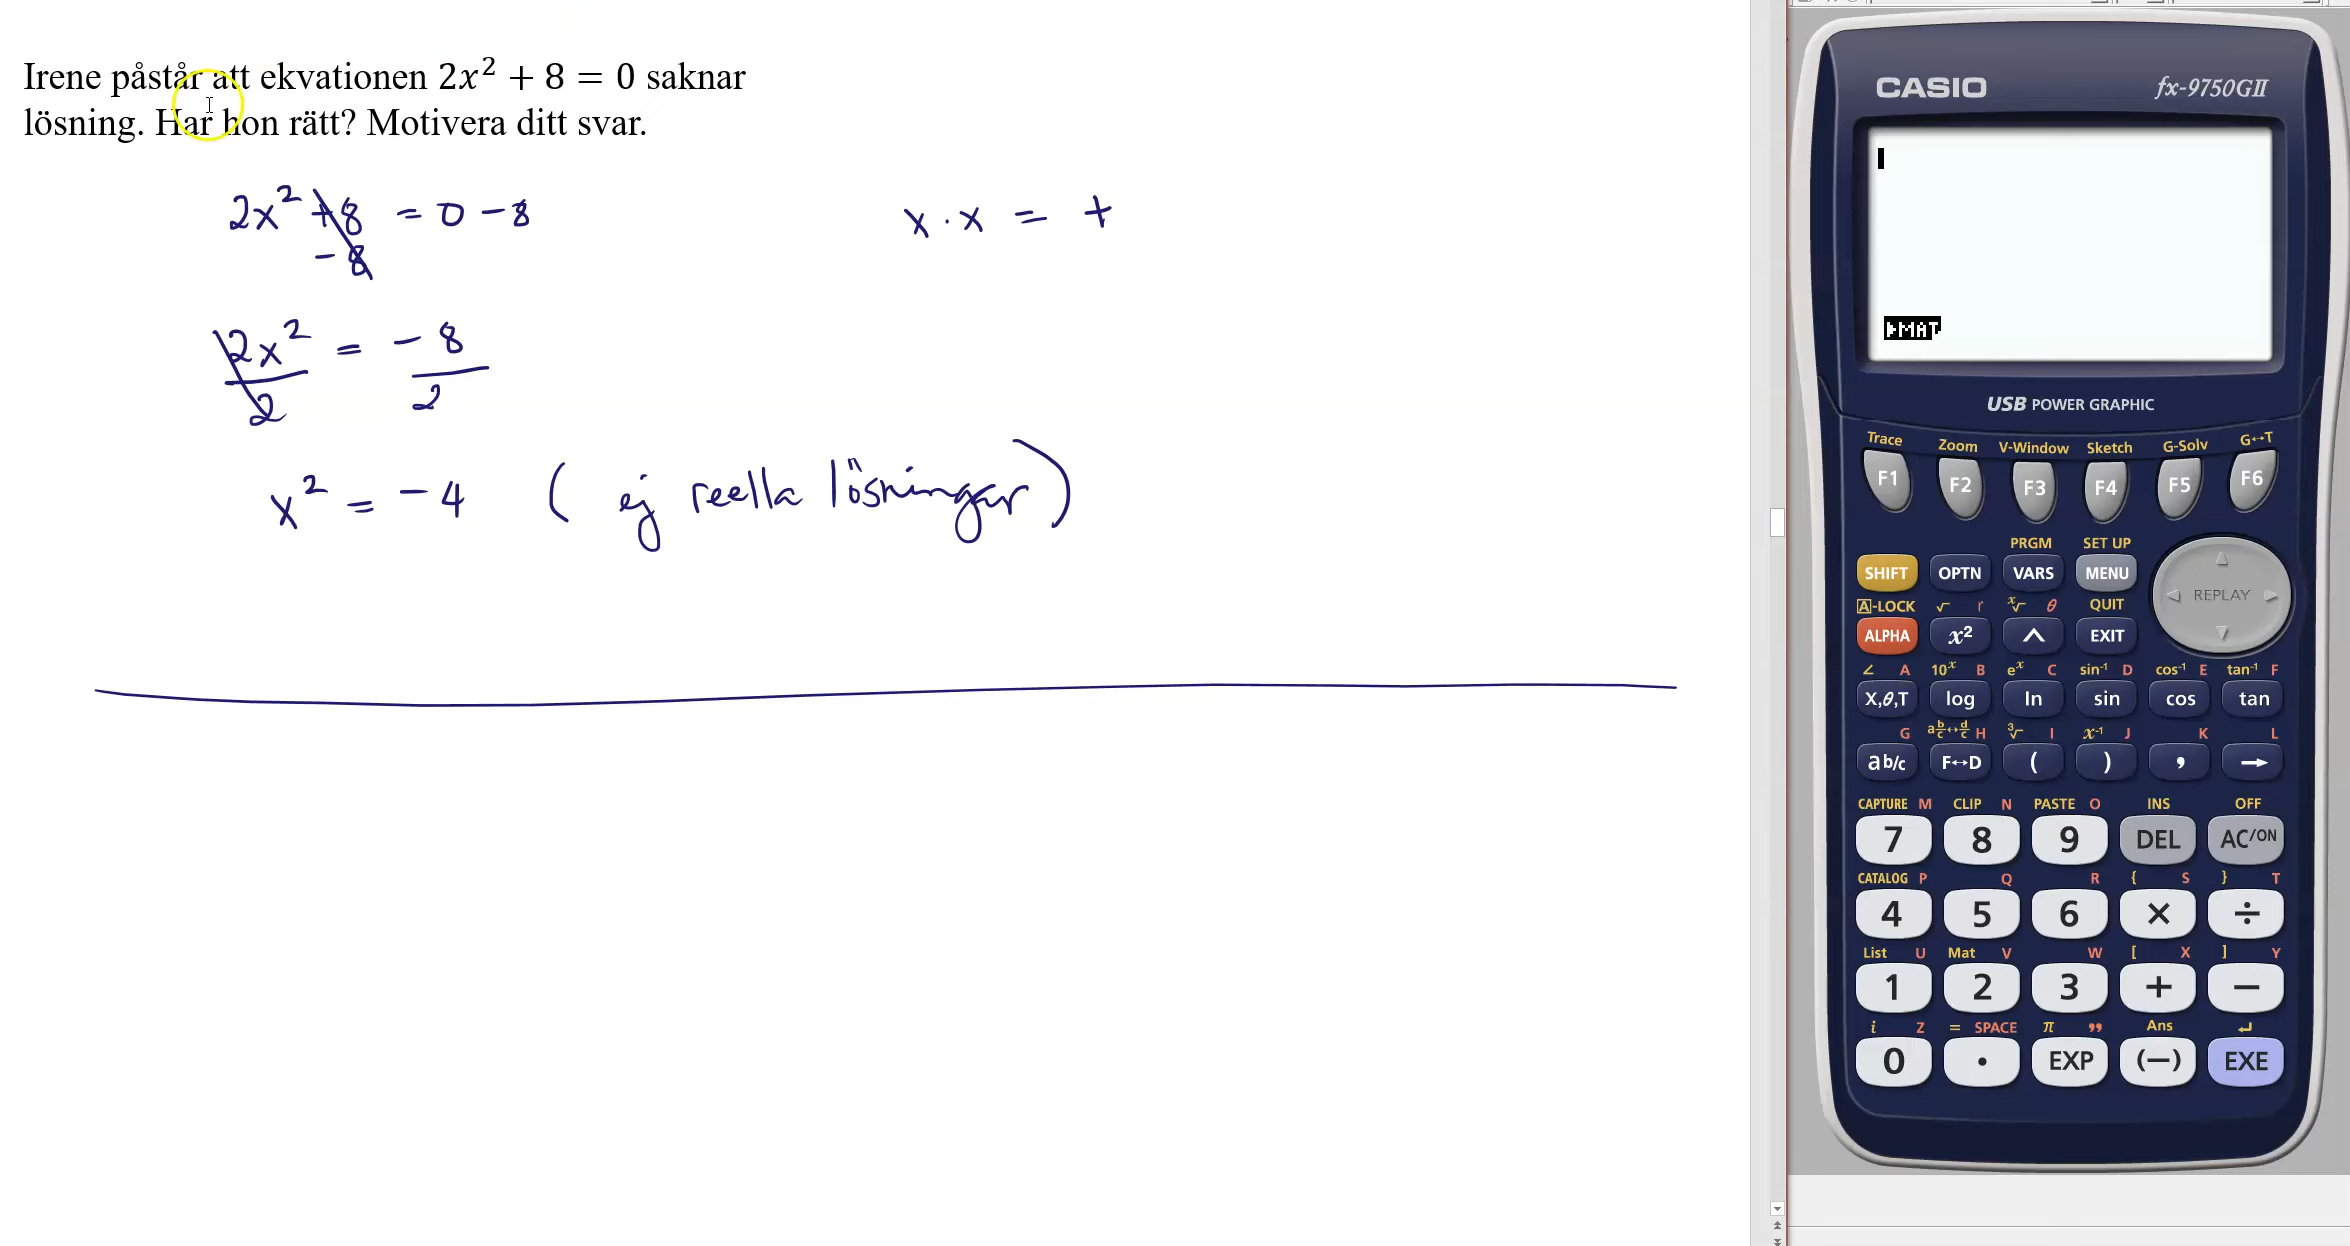 Irene påstår att ekvationen 2x² + 8 = 0 saknar
lösning. Har hon rätt? Motivera ditt svar.
2x² +8 = 0 -8
-8
x · x = +
2x² = -8
2 2
x² = -4 (ej reella lösningar)
CASIO fx-9750GII
▶MAT
USB POWER GRAPHIC
Trace Zoom V-Window Sketch G-Solv G↔T
F1 F2 F3 F4 F5 F6
PRGM SET UP
SHIFT OPTN VARS MENU
REPLAY
A-LOCK √ r ˣ√ θ QUIT
ALPHA x² ^ EXIT
∠ A 10ˣ B eˣ C sin⁻¹ D cos⁻¹ E tan⁻¹ F
X,θ,T log ln sin cos tan
G a b/c↔d/c H ³√ I x⁻¹ J K L
a b/c F↔D ( ) , →
CAPTURE M CLIP N PASTE O INS OFF
7 8 9 DEL AC/ON
CATALOG P Q R { S } T
4 5 6 × ÷
List U Mat V W [ X ] Y
1 2 3 + −
i Z = SPACE π " Ans ↵
0 • EXP (−) EXE